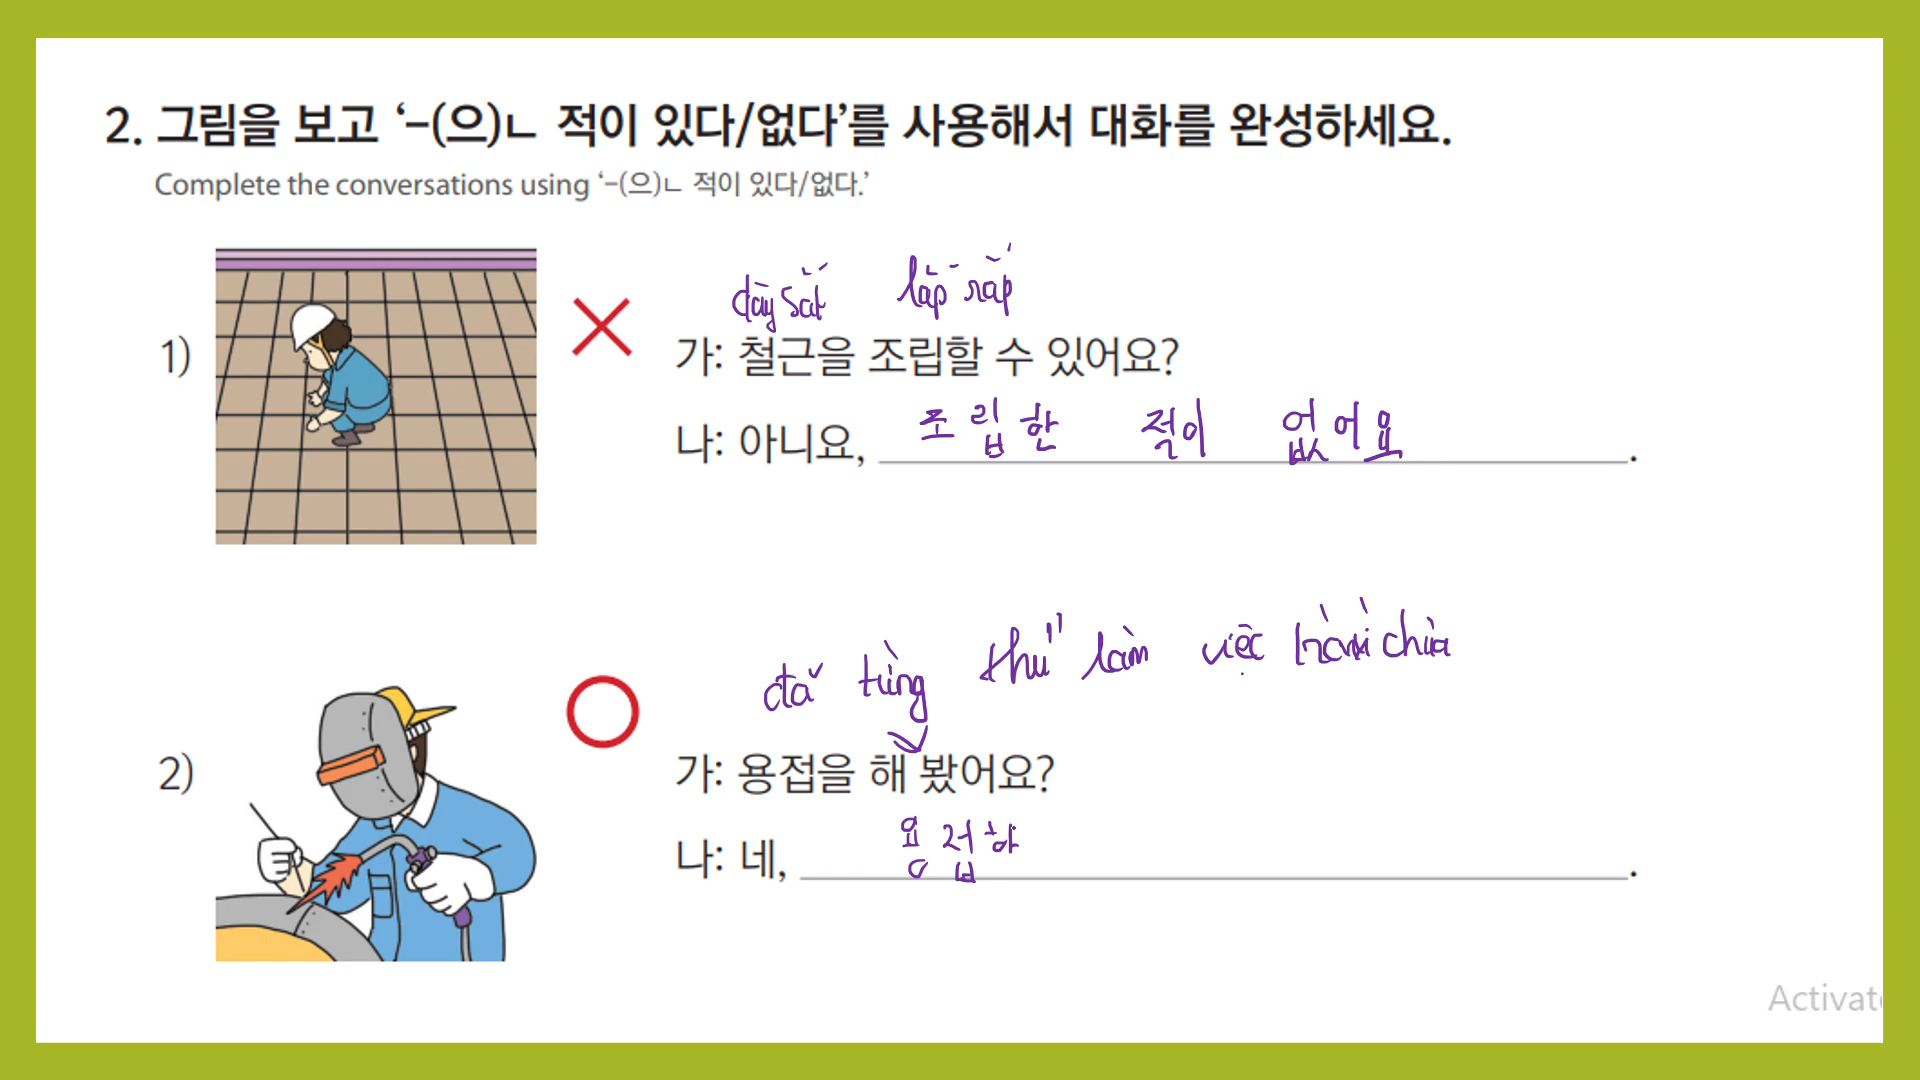 2. 그림을 보고 ‘-(으)ㄴ 적이 있다/없다’를 사용해서 대화를 완성하세요.
Complete the conversations using ‘-(으)ㄴ 적이 있다/없다.’
dây sắt lắp ráp
1)
가: 철근을 조립할 수 있어요?
나: 아니요, 조립한 적이 없어요.
đã từng thử làm việc hàn chưa
2)
가: 용접을 해 봤어요?
나: 네, 용접하.
Activate